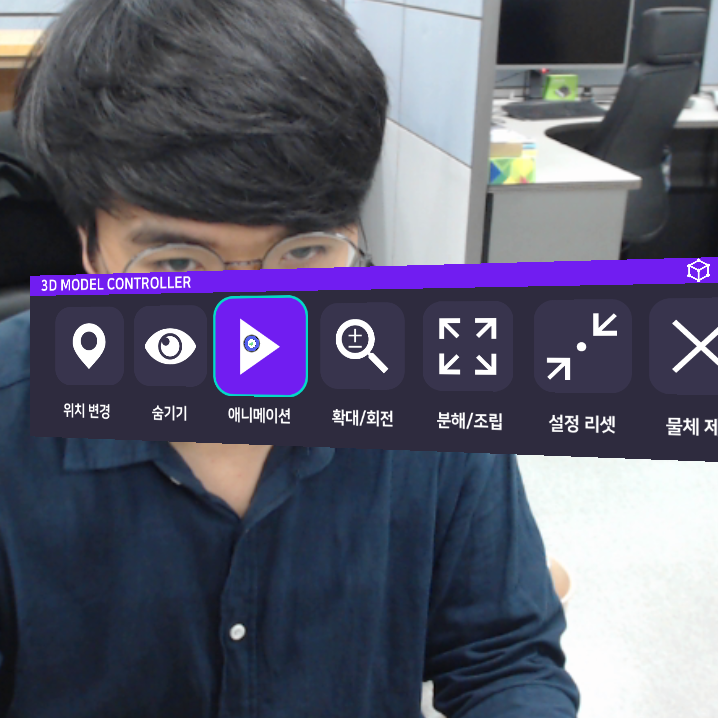 3D MODEL CONTROLLER
위치 변경
숨기기
애니메이션
확대/회전
분해/조립
설정 리셋
물체